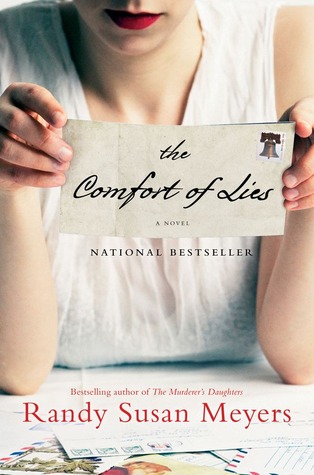 the
Comfort of Lies
A NOVEL
NATIONAL BESTSELLER
Bestselling author of The Murderer's Daughters
Randy Susan Meyers